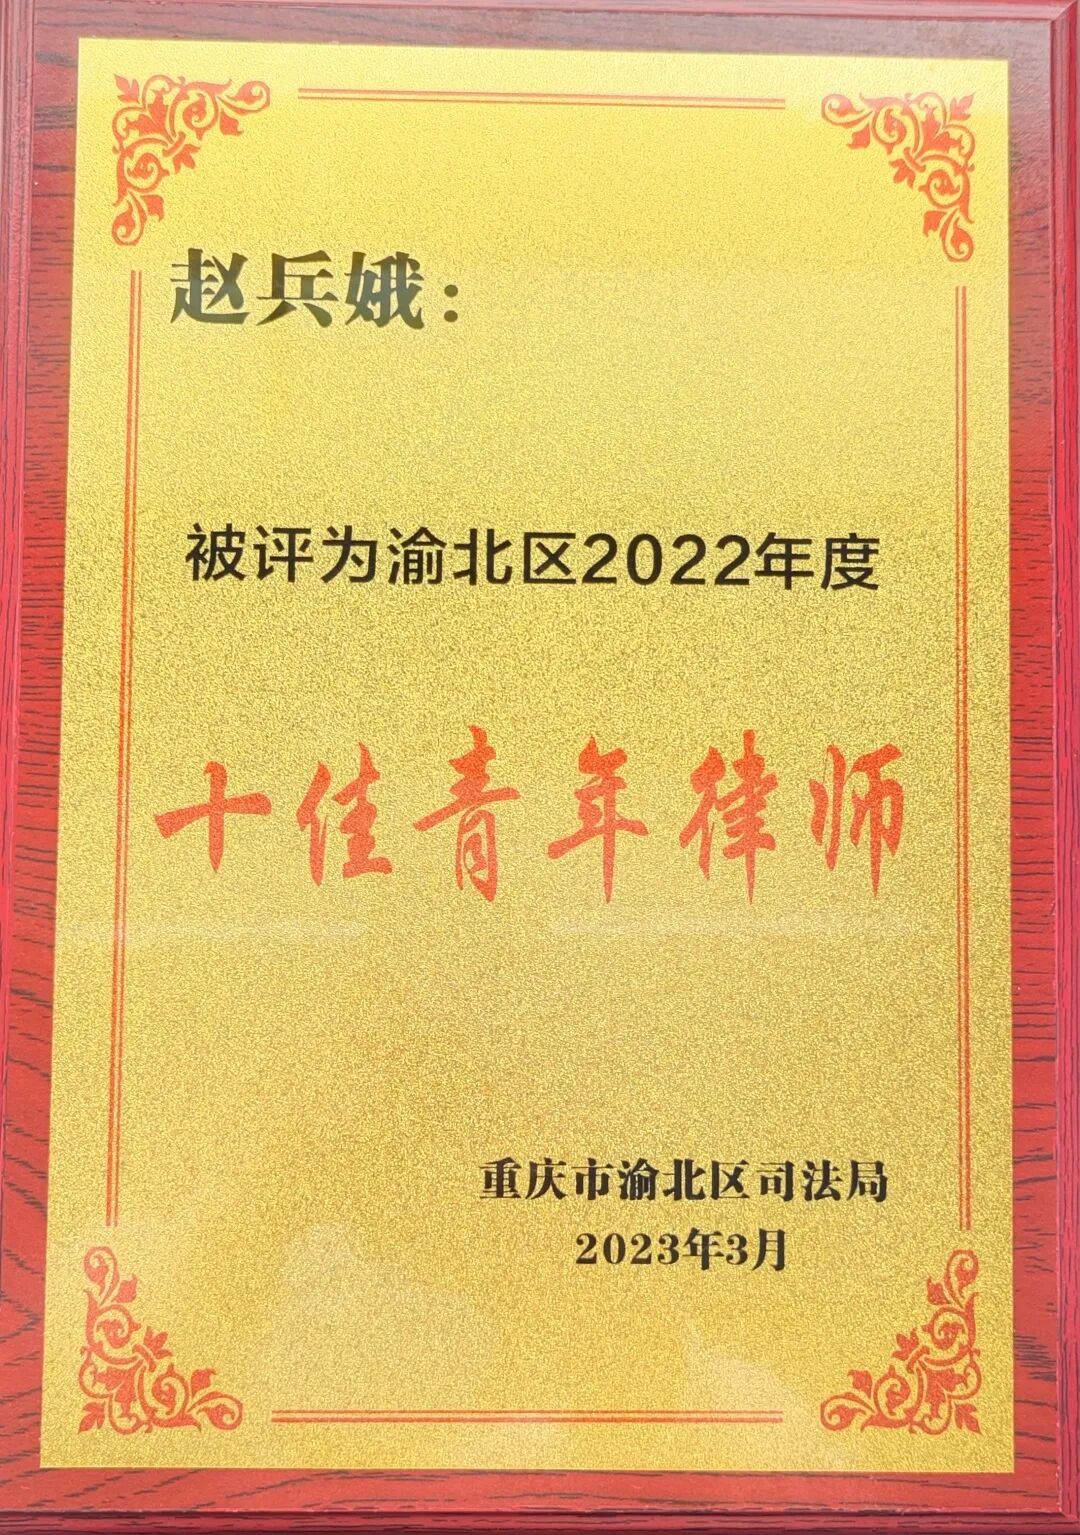 赵兵娥：
被评为渝北区2022年度
十佳青年律师
重庆市渝北区司法局
2023年3月